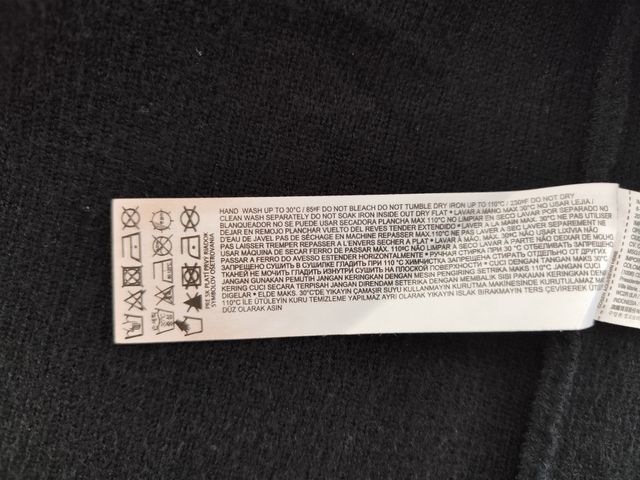 HAND WASH UP TO 30°C / 85ºF DO NOT BLEACH DO NOT TUMBLE DRY IRON UP TO 110°C / 230ºF DO NOT DRY
CLEAN WASH SEPARATELY DO NOT SOAK IRON INSIDE OUT DRY FLAT * LAVAR A MANO MAX 30°C NO USAR LEJIA /
BLANQUEADOR NO SE PUEDE USAR SECADORA PLANCHA MAX 110°C NO LIMPIAR EN SECO LAVAR POR SEPARADO NO
DEJAR EN REMOJO PLANCHAR VUELTO DEL REVES TENDER EXTENDIDO * LAVER A LA MAIN MAX. 30°C NE PAS UTILISER
D'EAU DE JAVEL PAS DE SÉCHAGE EN MACHINE REPASSER MAX.110°C NE PAS LAVER A SEC LAVER SEPAREMENT NE
PAS LAISSER TREMPER REPASSER A L'ENVERS SECHER A PLAT * LAVAR À MÃO MAX. 30ºC NÃO USAR LIXIVIA NÃO
USAR MÁQUINA DE SECAR FERRO MAX. 110ºC NÃO LIMPAR A SECO LAVAR À PARTE NÃO DEIXAR DE MOLHO
PASSAR A FERRO DO AVESSO ESTENDER HORIZONTALMENTE * РУЧНАЯ СТИРКА ОТБЕЛИВАТЬ ЗАПРЕЩЕНО
ЗАПРЕЩЕНО СУШИТЬ В СУШИЛКЕ ГЛАДИТЬ ПРИ 110 °C ХИМЧИСТКА ЗАПРЕЩЕНА СТИРАТЬ ОТДЕЛЬНО ОТ ДРУГИХ
ТКАНЕЙ НЕ МОЧИТЬ ГЛАДИТЬ ИЗНУТРИ СУШИТЬ НА ПЛОСКОЙ ПОВЕРХНОСТИ * CUCI DENGAN TANGAN MAKS 30°C
JANGAN GUNAKAN PEMUTIH JANGAN KERINGKAN DENGAN MESIN PENGERING SETRIKA MAKS 110°C JANGAN CUCI
KERING CUCI SECARA TERPISAH JANGAN DIRENDAM SETERIKA DENGAN MEMBALIK SISI PAKAIAN KERINGKAN DENGAN
DIGELAR * ELDE MAKS. 30°C'DE YIKAYIN ÇAMAŞIR SUYU KULLANMAYIN KURUTMA MAKİNESİNDE KURUTULAMAZ MAKS
110°C İLE ÜTÜLEYİN KURU TEMİZLEME YAPILMAZ AYRI OLARAK YIKAYIN ISLAK BIRAKMAYIN TERS ÇEVİREREK ÜTÜLEYİN
DÜZ OLARAK ASIN